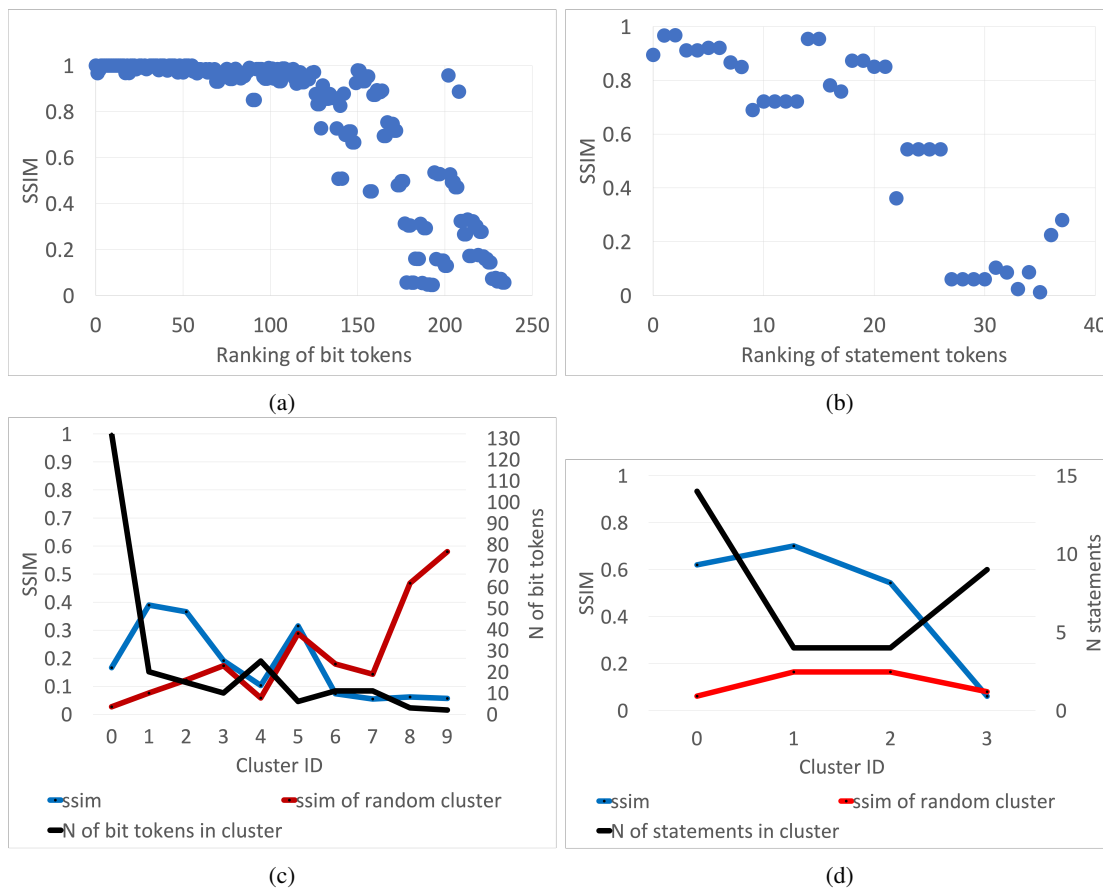 (a)
1
0.8
0.6
0.4
0.2
0
SSIM
0 50 100 150 200 250
Ranking of bit tokens
(b)
1
0.8
0.6
0.4
0.2
0
SSIM
0 10 20 30 40
Ranking of statement tokens
(a)
(b)
1
0.9
0.8
0.7
0.6
0.5
0.4
0.3
0.2
0.1
0
SSIM
130
120
110
100
90
80
70
60
50
40
30
20
10
0
N of bit tokens
0 1 2 3 4 5 6 7 8 9
Cluster ID
ssim
ssim of random cluster
N of bit tokens in cluster
1
0.8
0.6
0.4
0.2
0
SSIM
15
10
5
0
N statements
0 1 2 3
Cluster ID
ssim
ssim of random cluster
N of statements in cluster
(c)
(d)